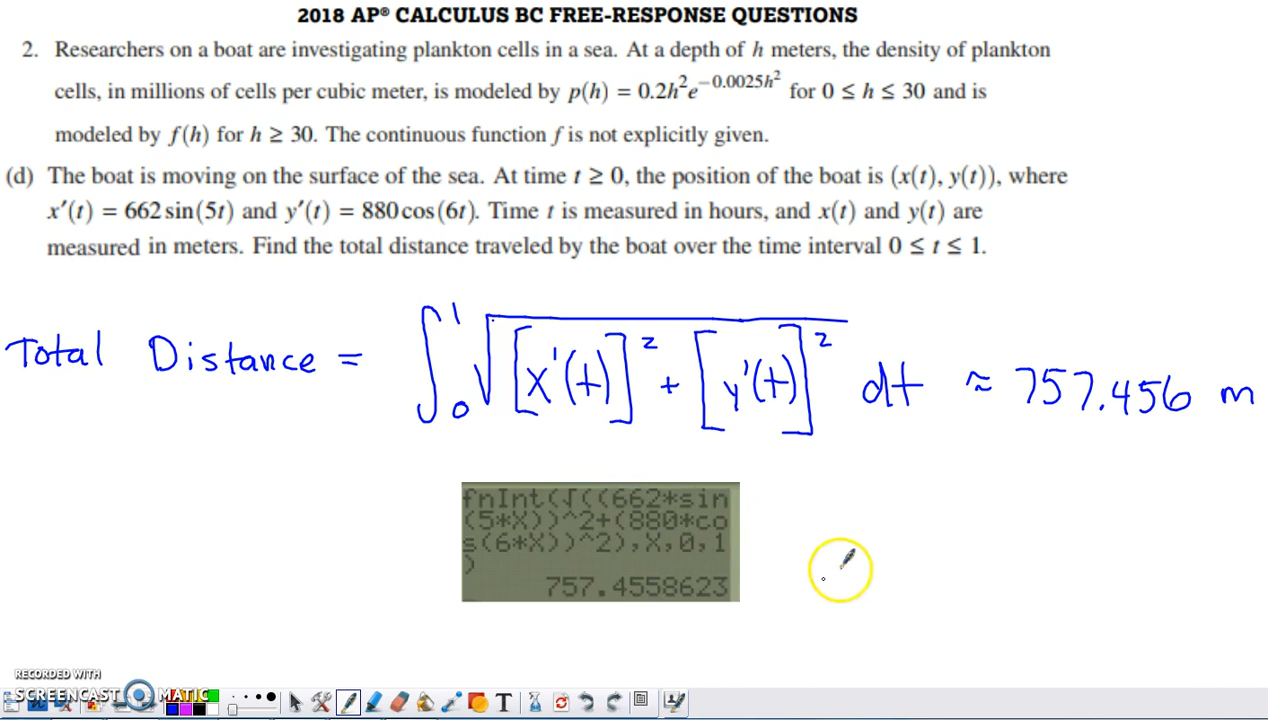 2018 AP® CALCULUS BC FREE-RESPONSE QUESTIONS
2. Researchers on a boat are investigating plankton cells in a sea. At a depth of h meters, the density of plankton
cells, in millions of cells per cubic meter, is modeled by p(h) = 0.2h²e^−0.0025h² for 0 ≤ h ≤ 30 and is
modeled by f(h) for h ≥ 30. The continuous function f is not explicitly given.
(d) The boat is moving on the surface of the sea. At time t ≥ 0, the position of the boat is (x(t), y(t)), where
x′(t) = 662 sin(5t) and y′(t) = 880 cos(6t). Time t is measured in hours, and x(t) and y(t) are
measured in meters. Find the total distance traveled by the boat over the time interval 0 ≤ t ≤ 1.
Total Distance = ∫₀¹ √([x'(t)]² + [y'(t)]²) dt ≈ 757.456 m
fnInt(√((662*sin
(5*X))^2+(880*co
s(6*X))^2),X,0,1
)
757.4558623
RECORDED WITH
SCREENCAST MATIC
T